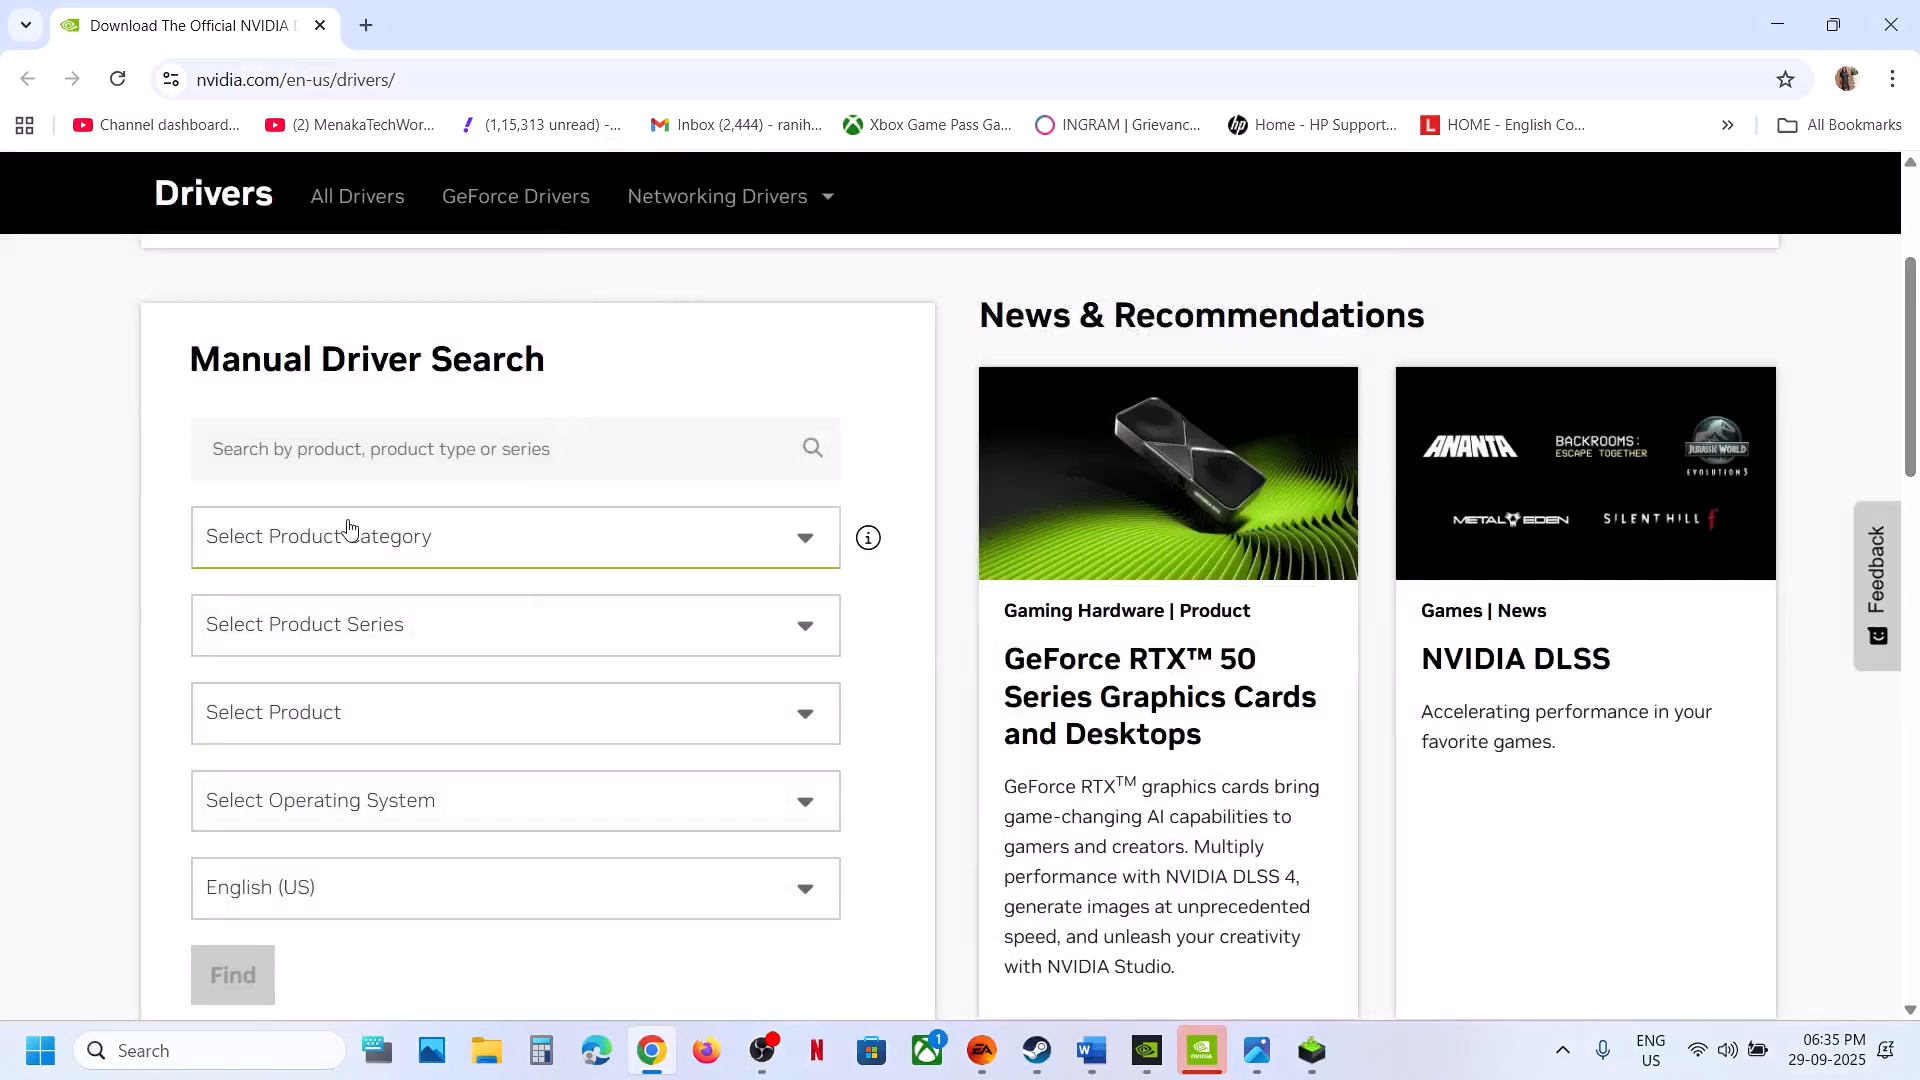 Download The Official NVIDIA
nvidia.com/en-us/drivers/
Channel dashboard...
(2) MenakaTechWor...
(1,15,313 unread) -...
Inbox (2,444) - ranih...
Xbox Game Pass Ga...
INGRAM | Grievanc...
Home - HP Support...
HOME - English Co...
All Bookmarks
Drivers
All Drivers
GeForce Drivers
Networking Drivers
Manual Driver Search
Search by product, product type or series
Select Product Category
Select Product Series
Select Product
Select Operating System
English (US)
Find
News & Recommendations
Gaming Hardware | Product
GeForce RTX™ 50
Series Graphics Cards
and Desktops
GeForce RTX™ graphics cards bring
game-changing AI capabilities to
gamers and creators. Multiply
performance with NVIDIA DLSS 4,
generate images at unprecedented
speed, and unleash your creativity
with NVIDIA Studio.
ANANTA
BACKROOMS:
ESCAPE TOGETHER
JURASSIC WORLD
EVOLUTION 3
METAL EDEN
SILENT HILL f
Games | News
NVIDIA DLSS
Accelerating performance in your
favorite games.
Feedback
Search
1
ENG
US
06:35 PM
29-09-2025